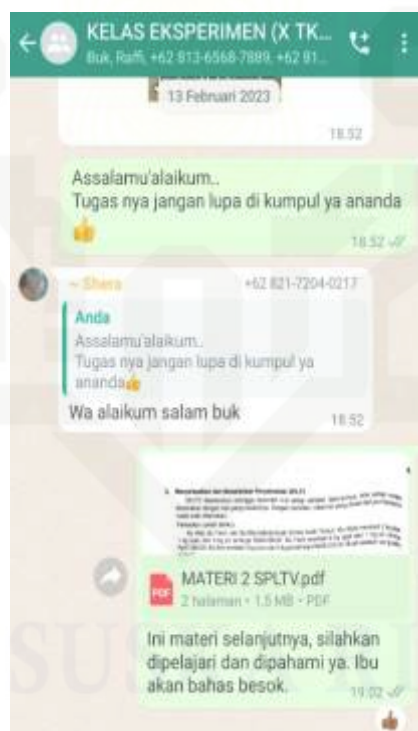 KELAS EKSPERIMEN (X TK...
Buk, Raffi, +62 813-6568-7889, +62 81...
13 Februari 2023
18.52
Assalamu'alaikum..
Tugas nya jangan lupa di kumpul ya ananda
👍
18.52
~ Shera +62 821-7204-0217
Anda
Assalamu'alaikum..
Tugas nya jangan lupa di kumpul ya
ananda👍
Wa alaikum salam buk
18.52
MATERI 2 SPLTV.pdf
PDF
2 halaman • 1,5 MB • PDF
Ini materi selanjutnya, silahkan
dipelajari dan dipahami ya. Ibu
akan bahas besok.
19.02
SUS